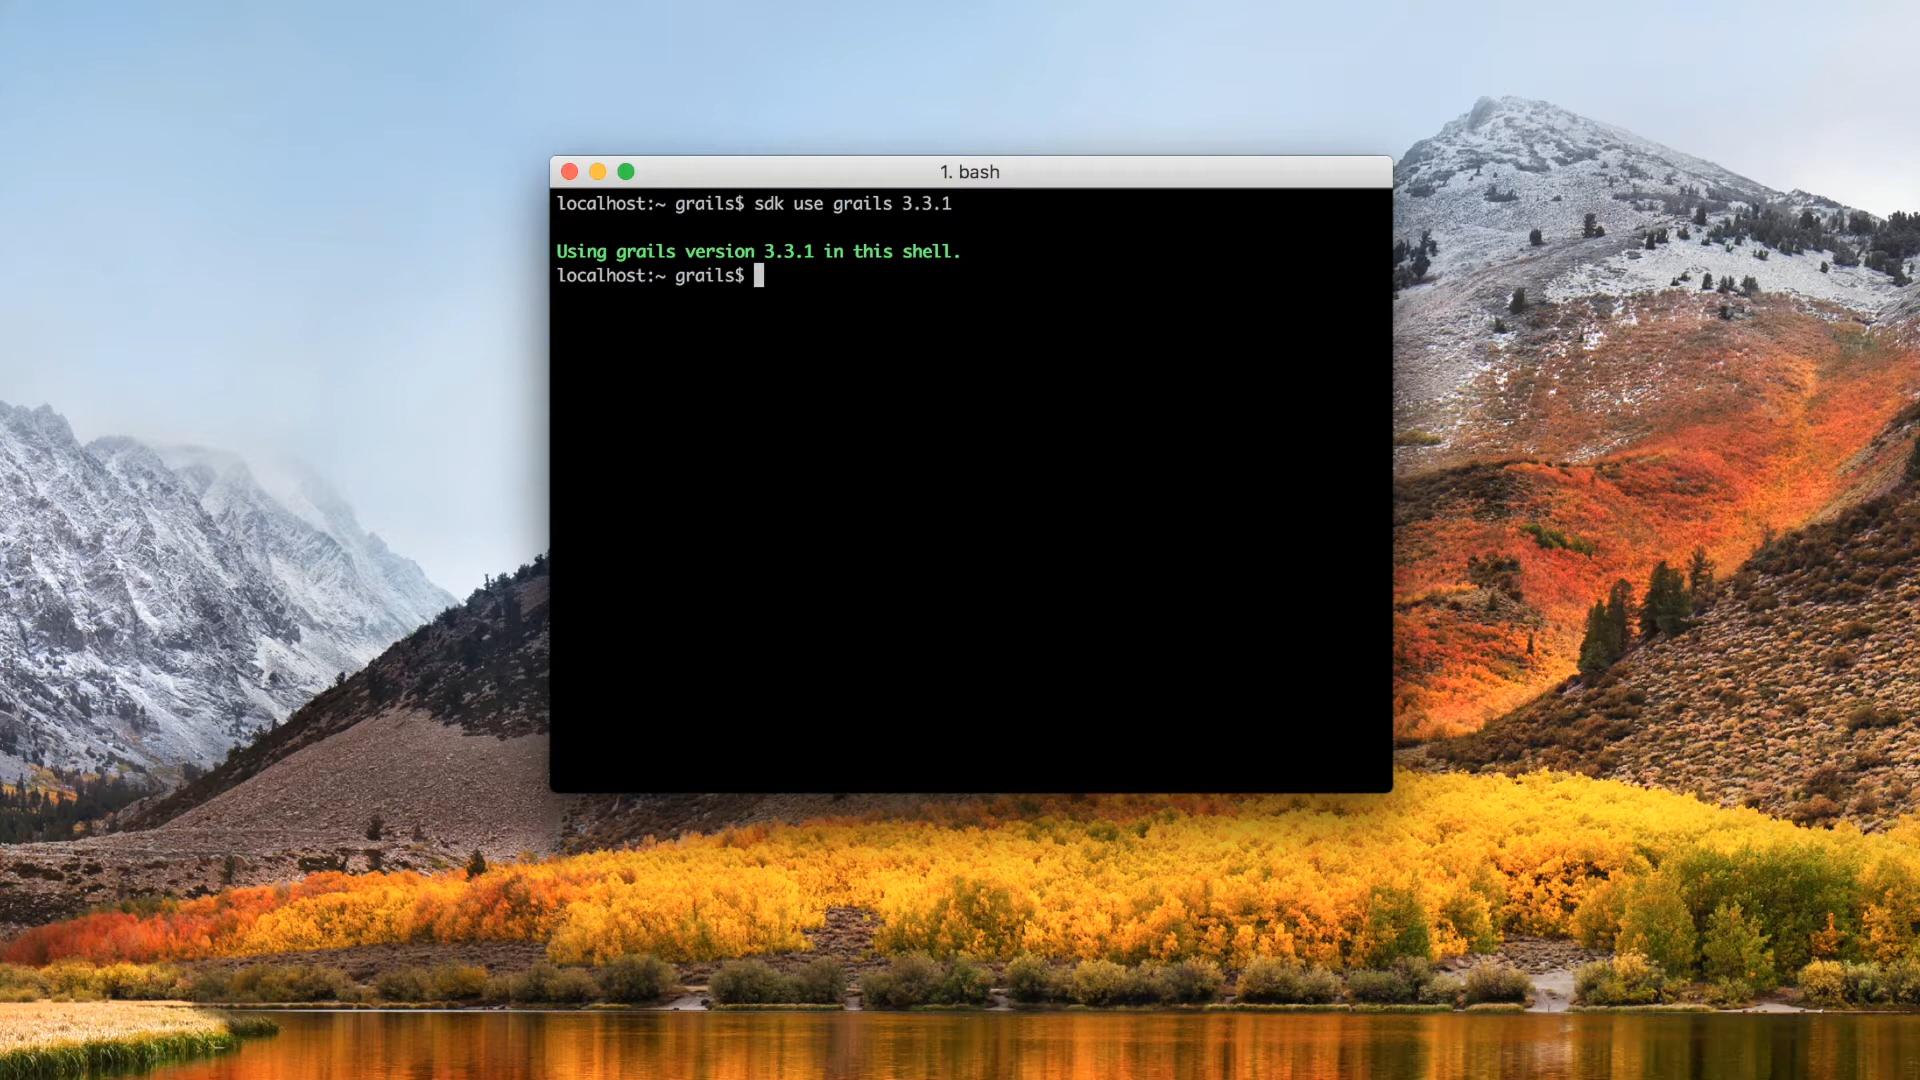 1. bash
localhost:~ grails$ sdk use grails 3.3.1
Using grails version 3.3.1 in this shell.
localhost:~ grails$